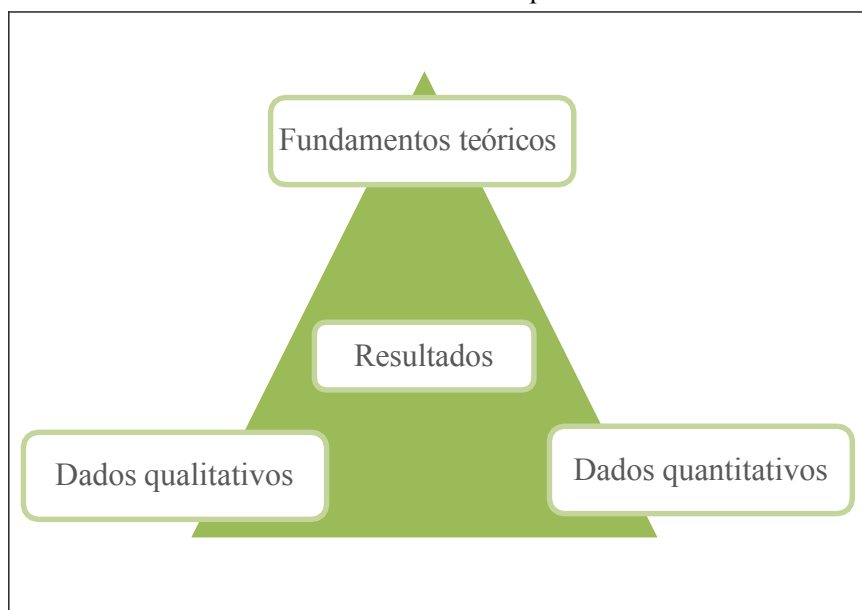 Fundamentos teóricos
Resultados
Dados qualitativos
Dados quantitativos